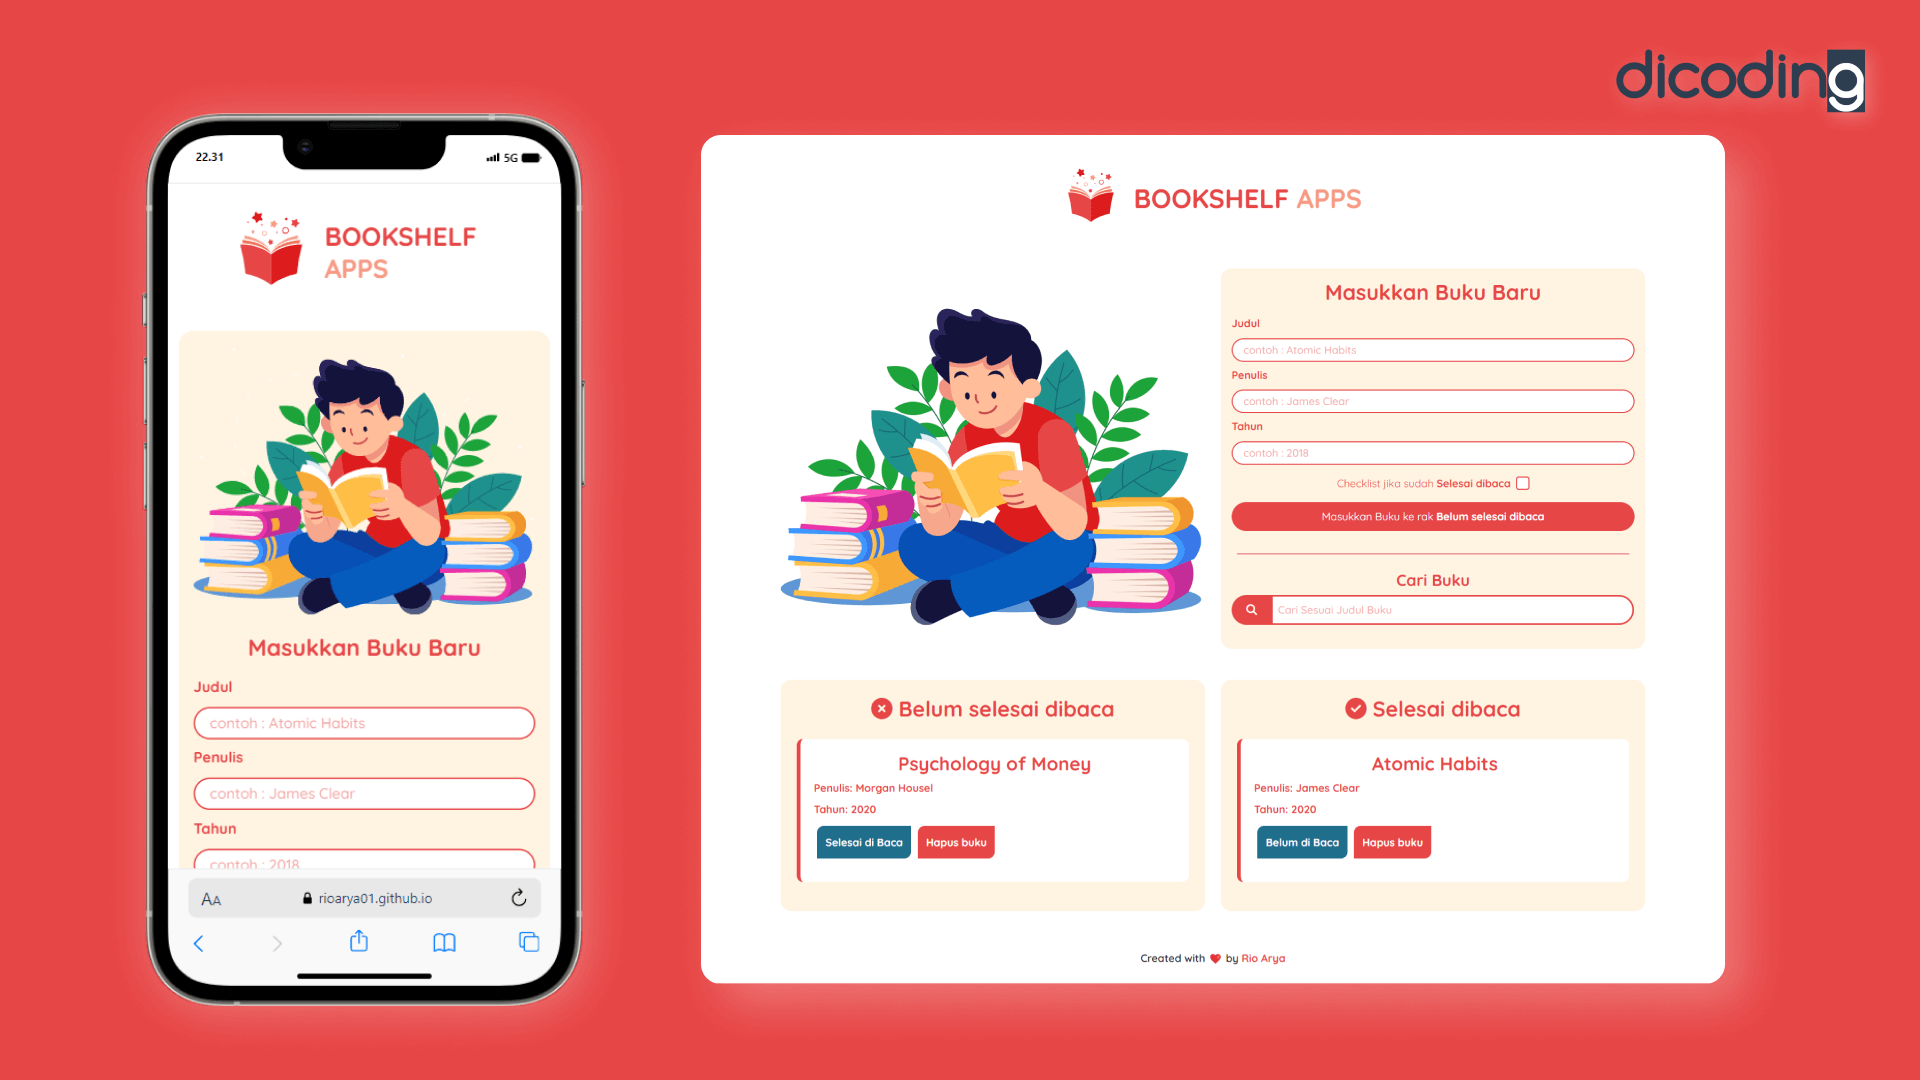 dicoding
22.31
5G
BOOKSHELF
APPS
Masukkan Buku Baru
Judul
contoh : Atomic Habits
Penulis
contoh : James Clear
Tahun
contoh : 2018
AA
rioarya01.github.io
BOOKSHELF APPS
Masukkan Buku Baru
Judul
contoh : Atomic Habits
Penulis
contoh : James Clear
Tahun
contoh : 2018
Checklist jika sudah Selesai dibaca
Masukkan Buku ke rak Belum selesai dibaca
Cari Buku
Cari Sesuai Judul Buku
Belum selesai dibaca
Psychology of Money
Penulis: Morgan Housel
Tahun: 2020
Selesai di Baca
Hapus buku
Selesai dibaca
Atomic Habits
Penulis: James Clear
Tahun: 2020
Belum di Baca
Hapus buku
Created with by Rio Arya